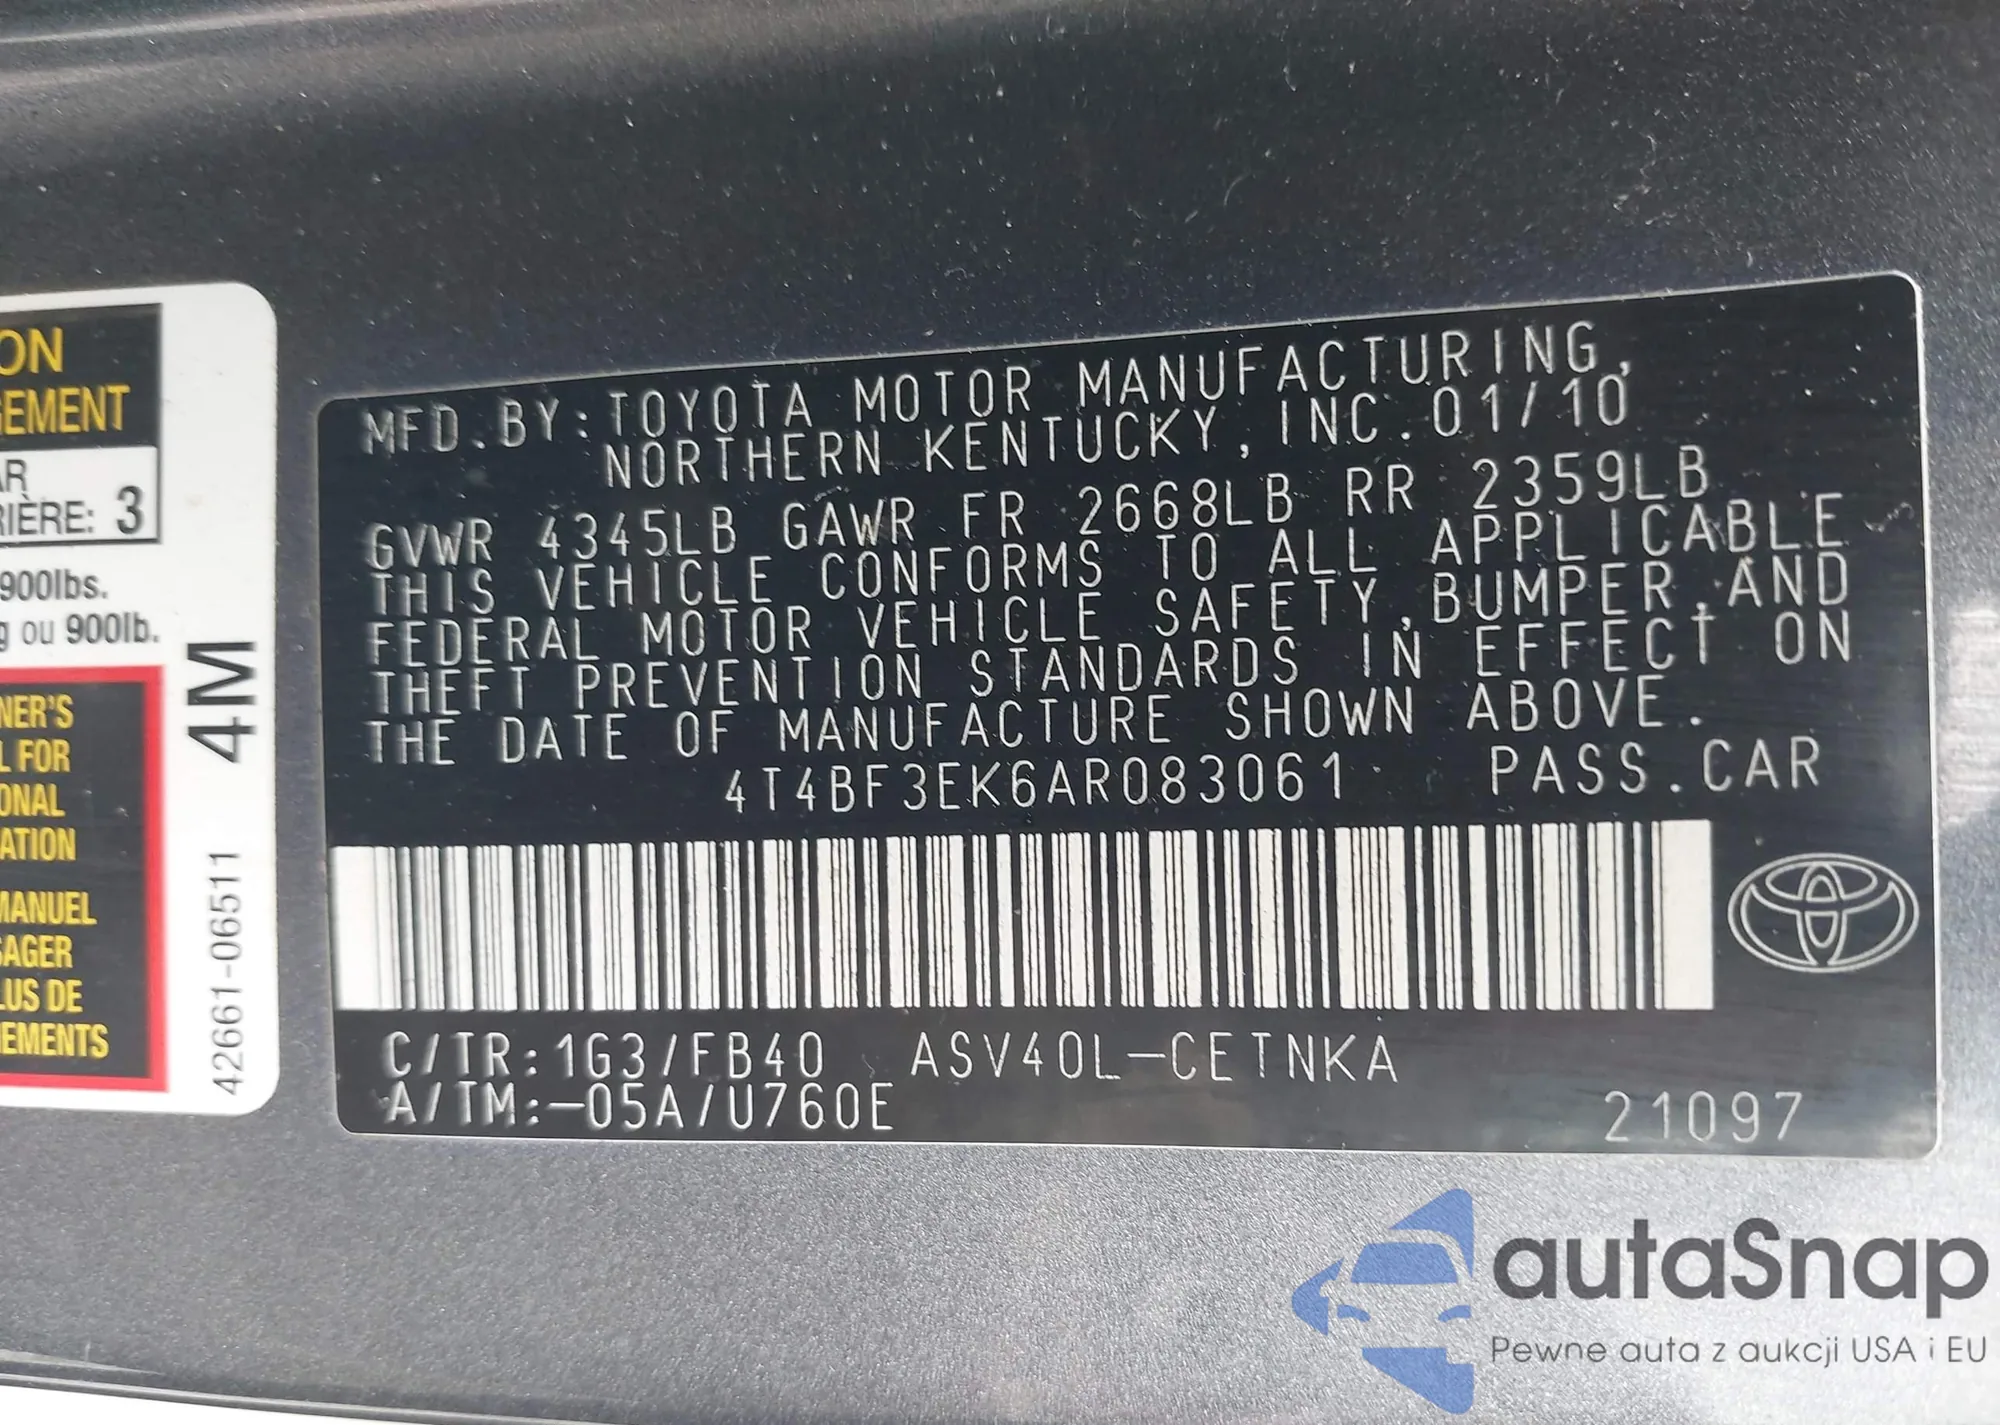 ON
GEMENT
AR
RIÈRE: 3
900lbs.
g ou 900lb.
NER'S
L FOR
ONAL
ATION
MANUEL
SAGER
LUS DE
EMENTS
4M
42661-06511
MFD.BY:TOYOTA MOTOR MANUFACTURING,
NORTHERN KENTUCKY, INC.01/10
GVWR 4345LB GAWR FR 2668LB RR 2359LB
THIS VEHICLE CONFORMS TO ALL APPLICABLE
FEDERAL MOTOR VEHICLE SAFETY,BUMPER,AND
THEFT PREVENTION STANDARDS IN EFFECT ON
THE DATE OF MANUFACTURE SHOWN ABOVE.
4T4BF3EK6AR083061 PASS.CAR
C/TR:1G3/FB40 ASV40L-CETNKA
A/TM:-05A/U760E
21097
autaSnap
Pewne auta z aukcji USA i EU